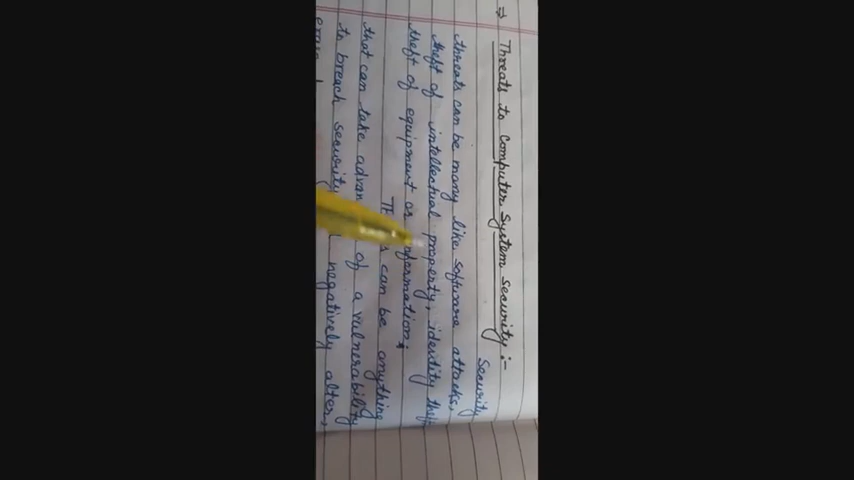 ⇒ Threats to computer System security :-
Security
threats can be many like software attacks,
theft of intellectual property, identity
theft of equipment or information;
can be anything
that can take of a vulnerability
to breach security negatively alter,